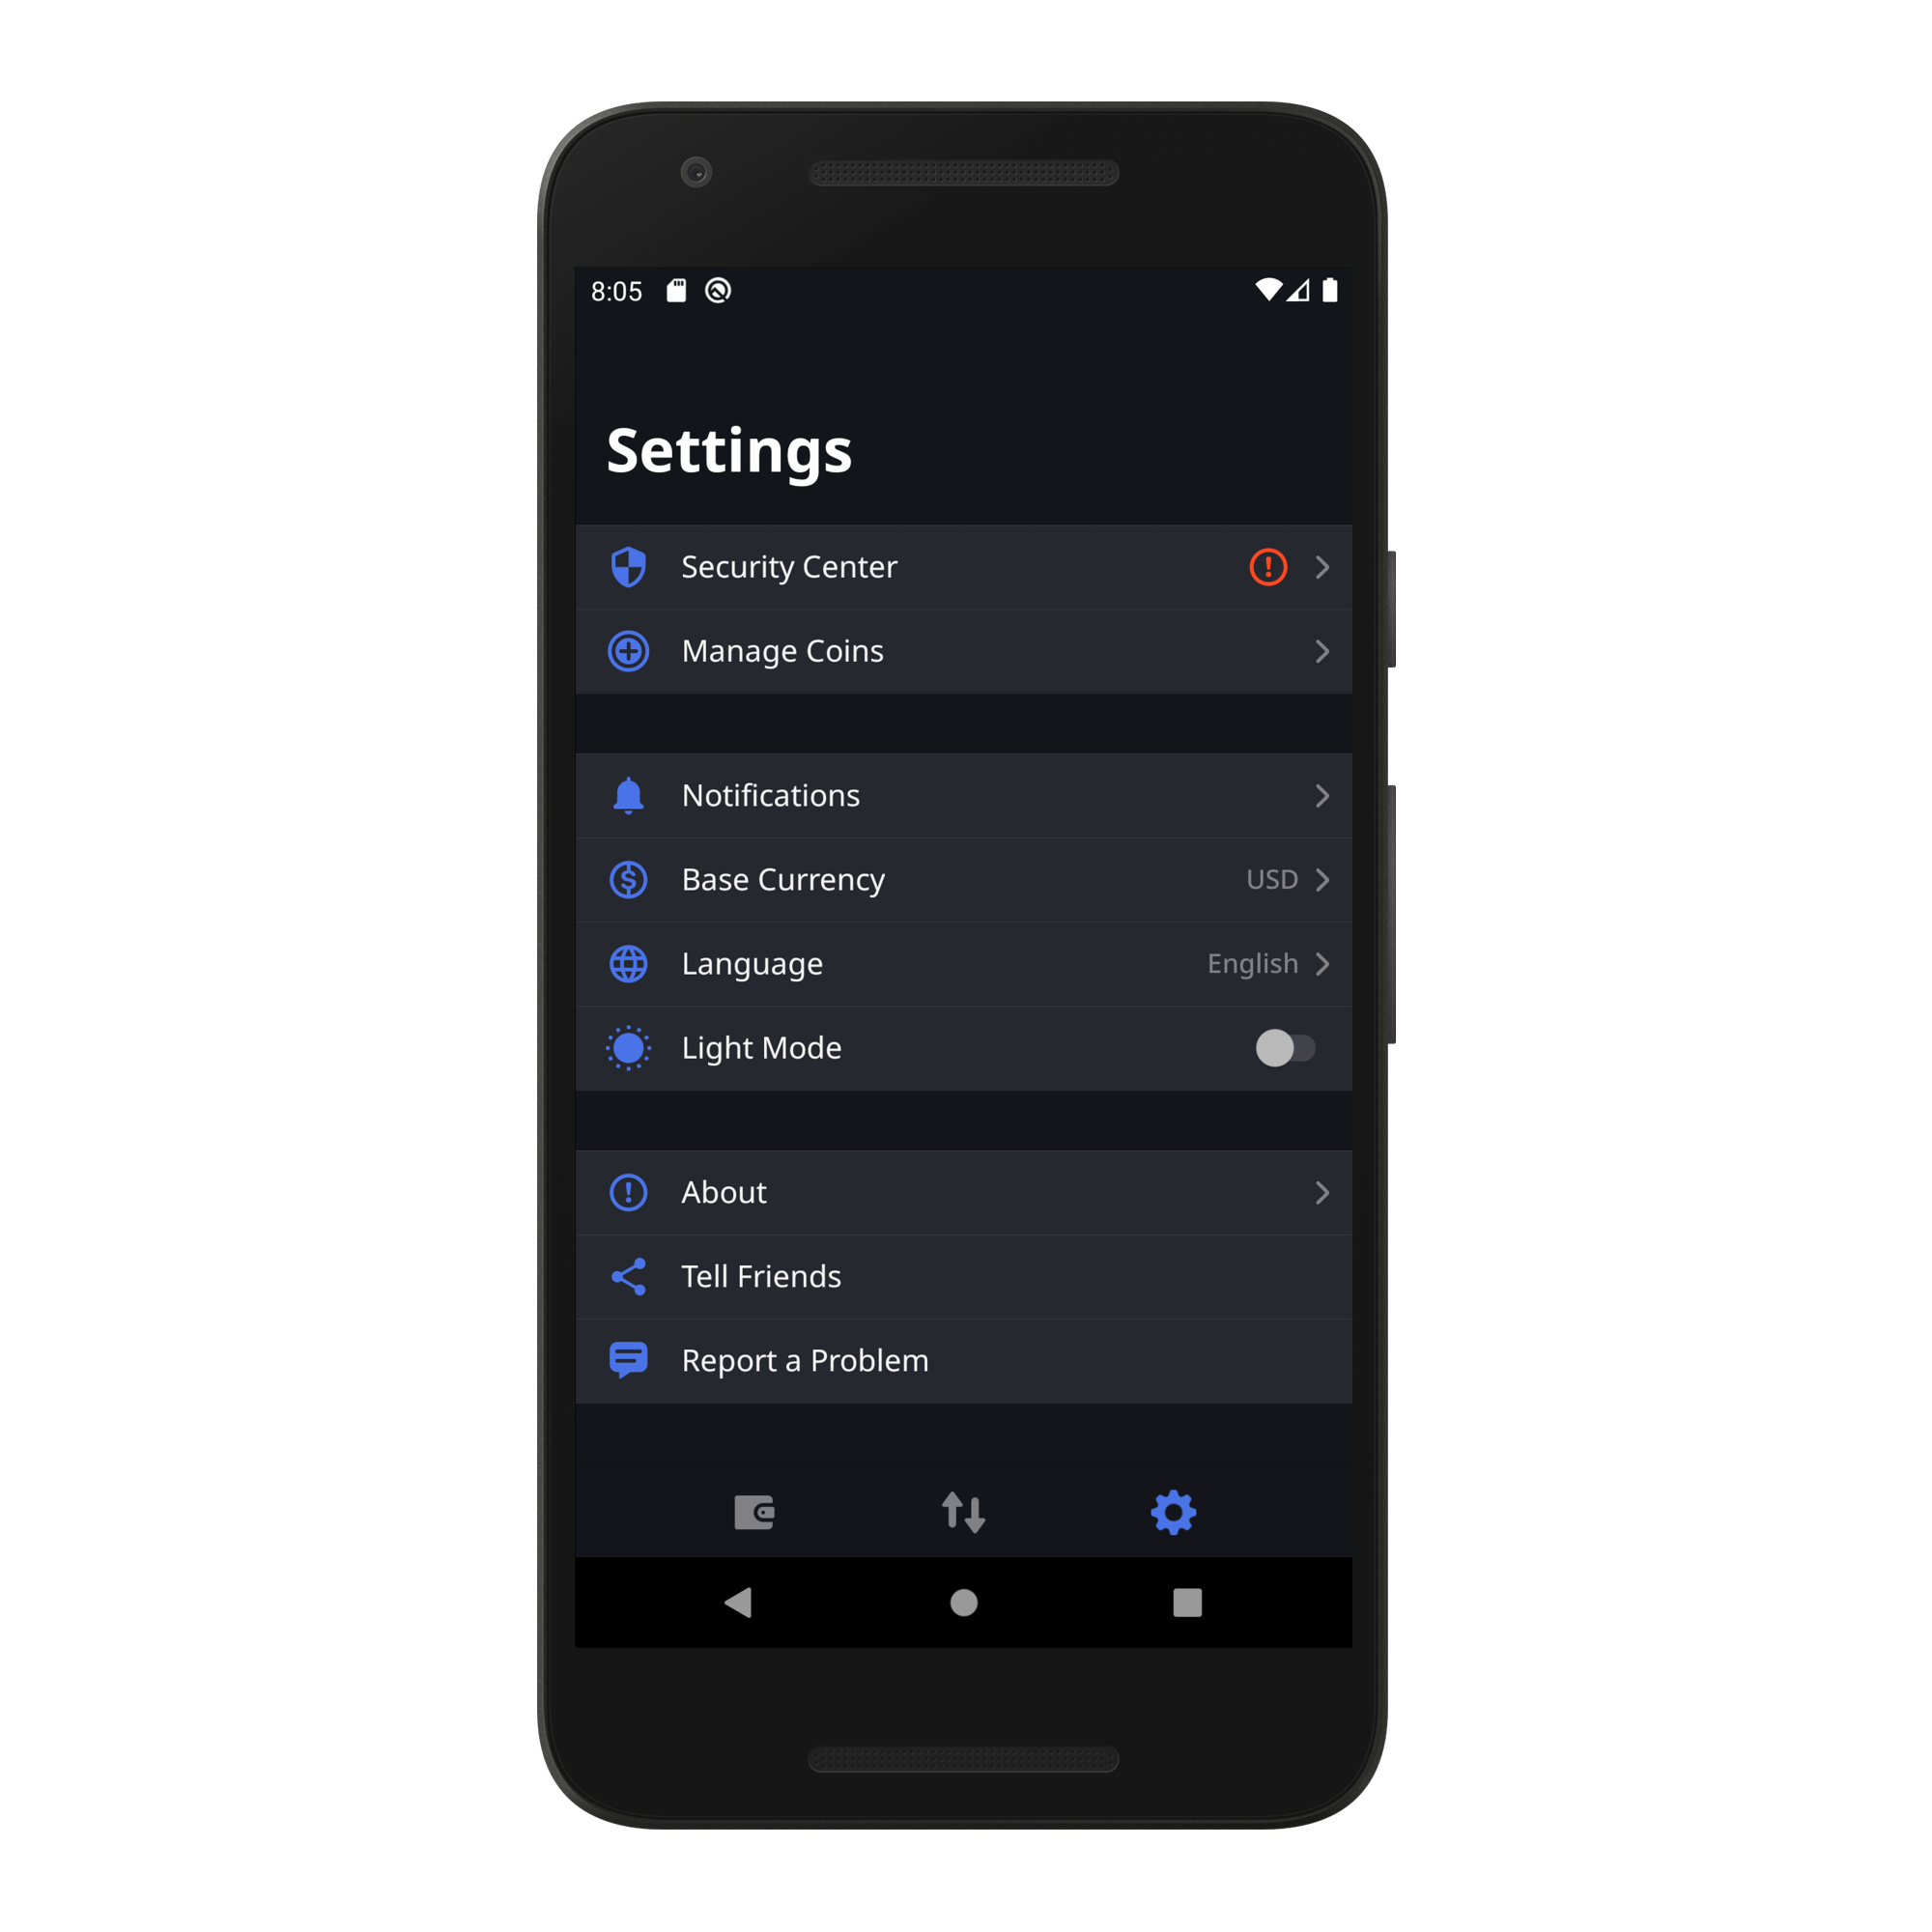 8:05
Settings
Security Center
Manage Coins
Notifications
Base Currency USD
Language English
Light Mode
About
Tell Friends
Report a Problem